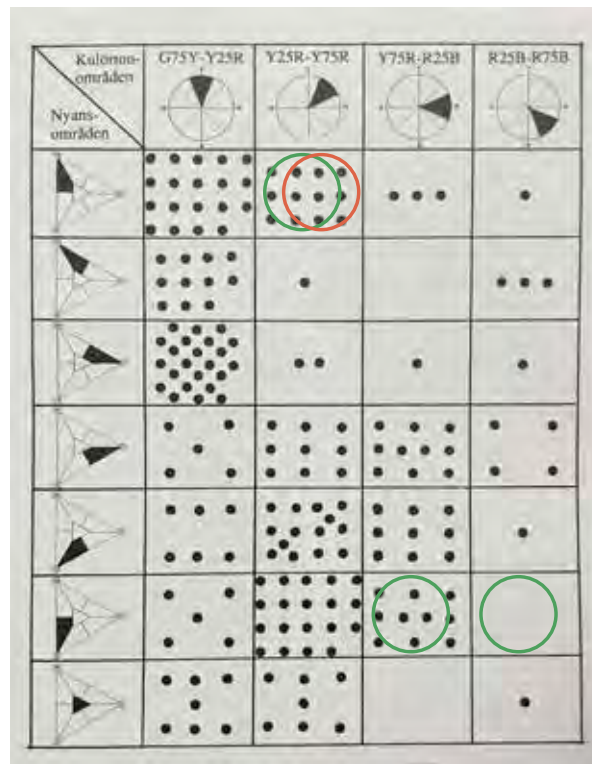 Kulörton-
områden
Nyans-
områden
G75Y-Y25R
Y25R-Y75R
Y75R-R25B
R25B-R75B